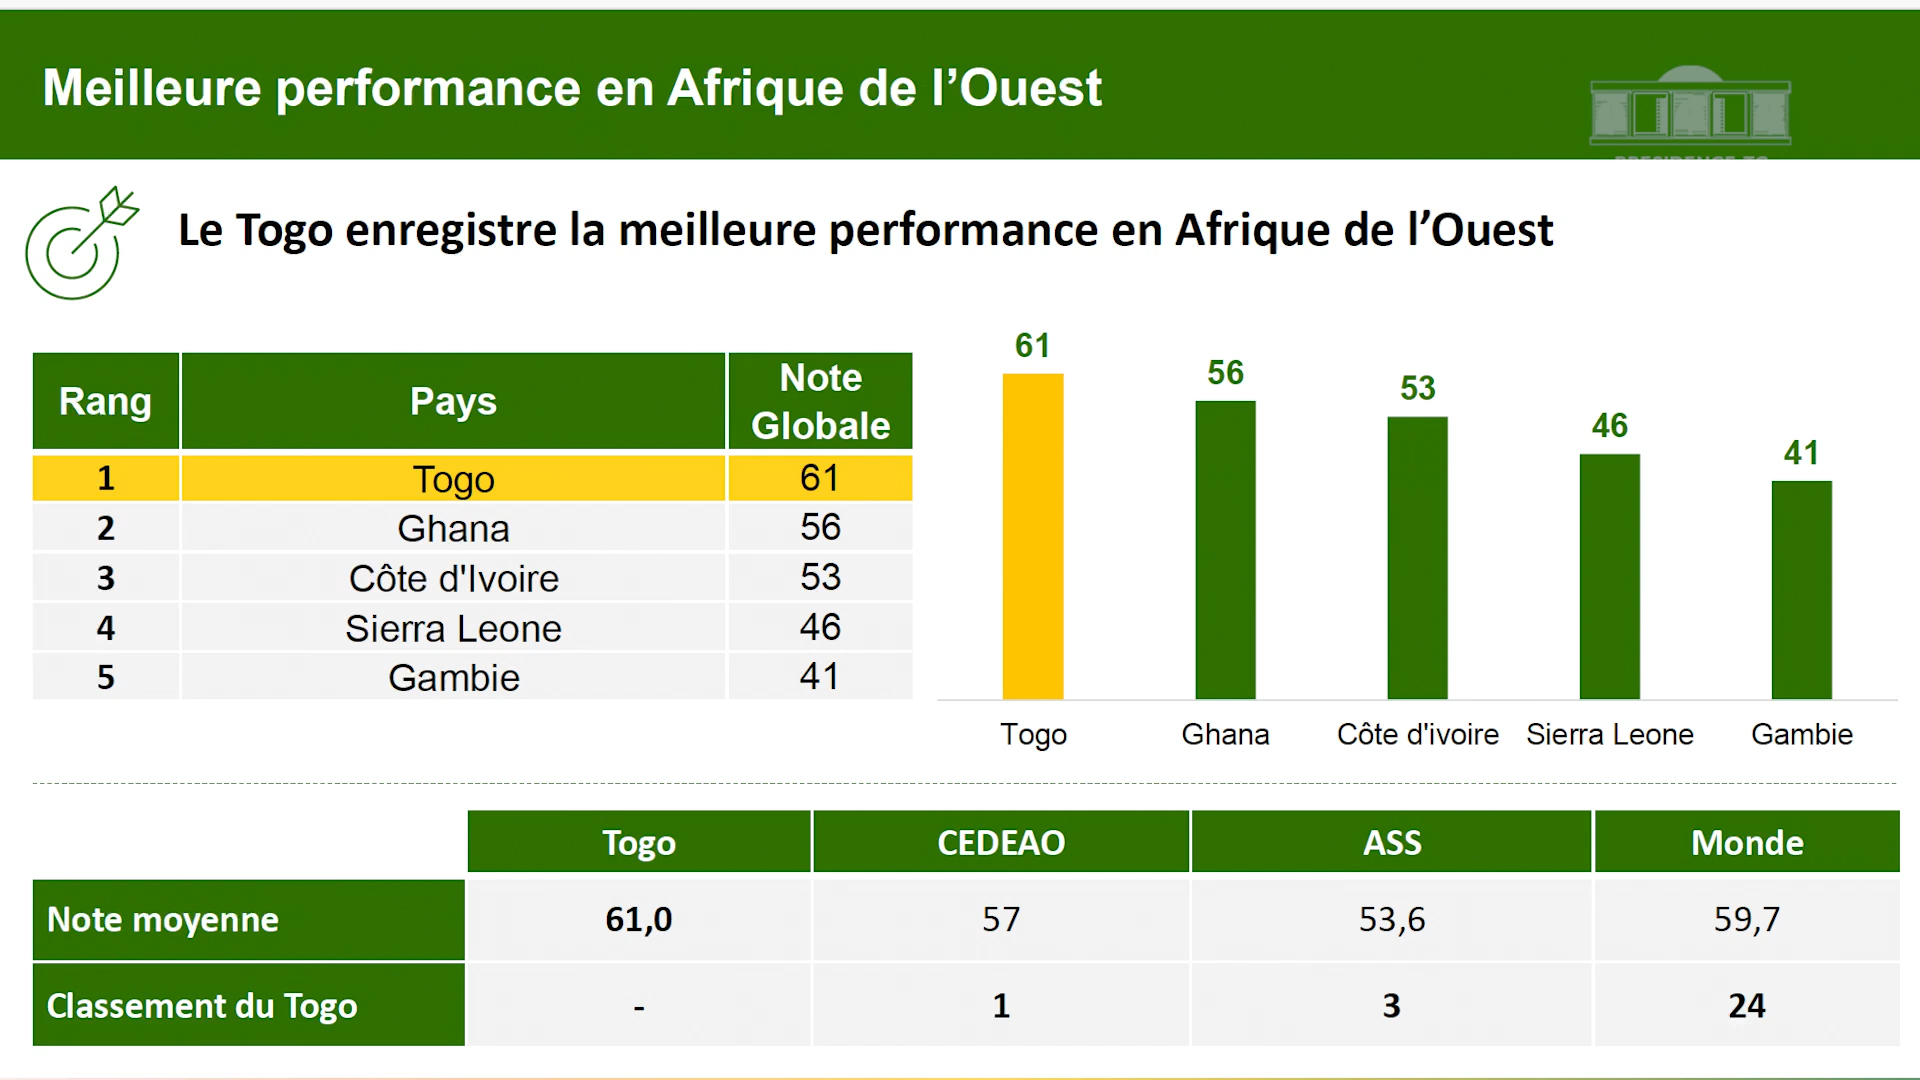 Meilleure performance en Afrique de l’Ouest
PRESIDENCE TG
Le Togo enregistre la meilleure performance en Afrique de l’Ouest
Rang Pays Note Globale
1 Togo 61
2 Ghana 56
3 Côte d'Ivoire 53
4 Sierra Leone 46
5 Gambie 41
61 56 53 46 41
Togo Ghana Côte d'ivoire Sierra Leone Gambie
Togo CEDEAO ASS Monde
Note moyenne 61,0 57 53,6 59,7
Classement du Togo - 1 3 24